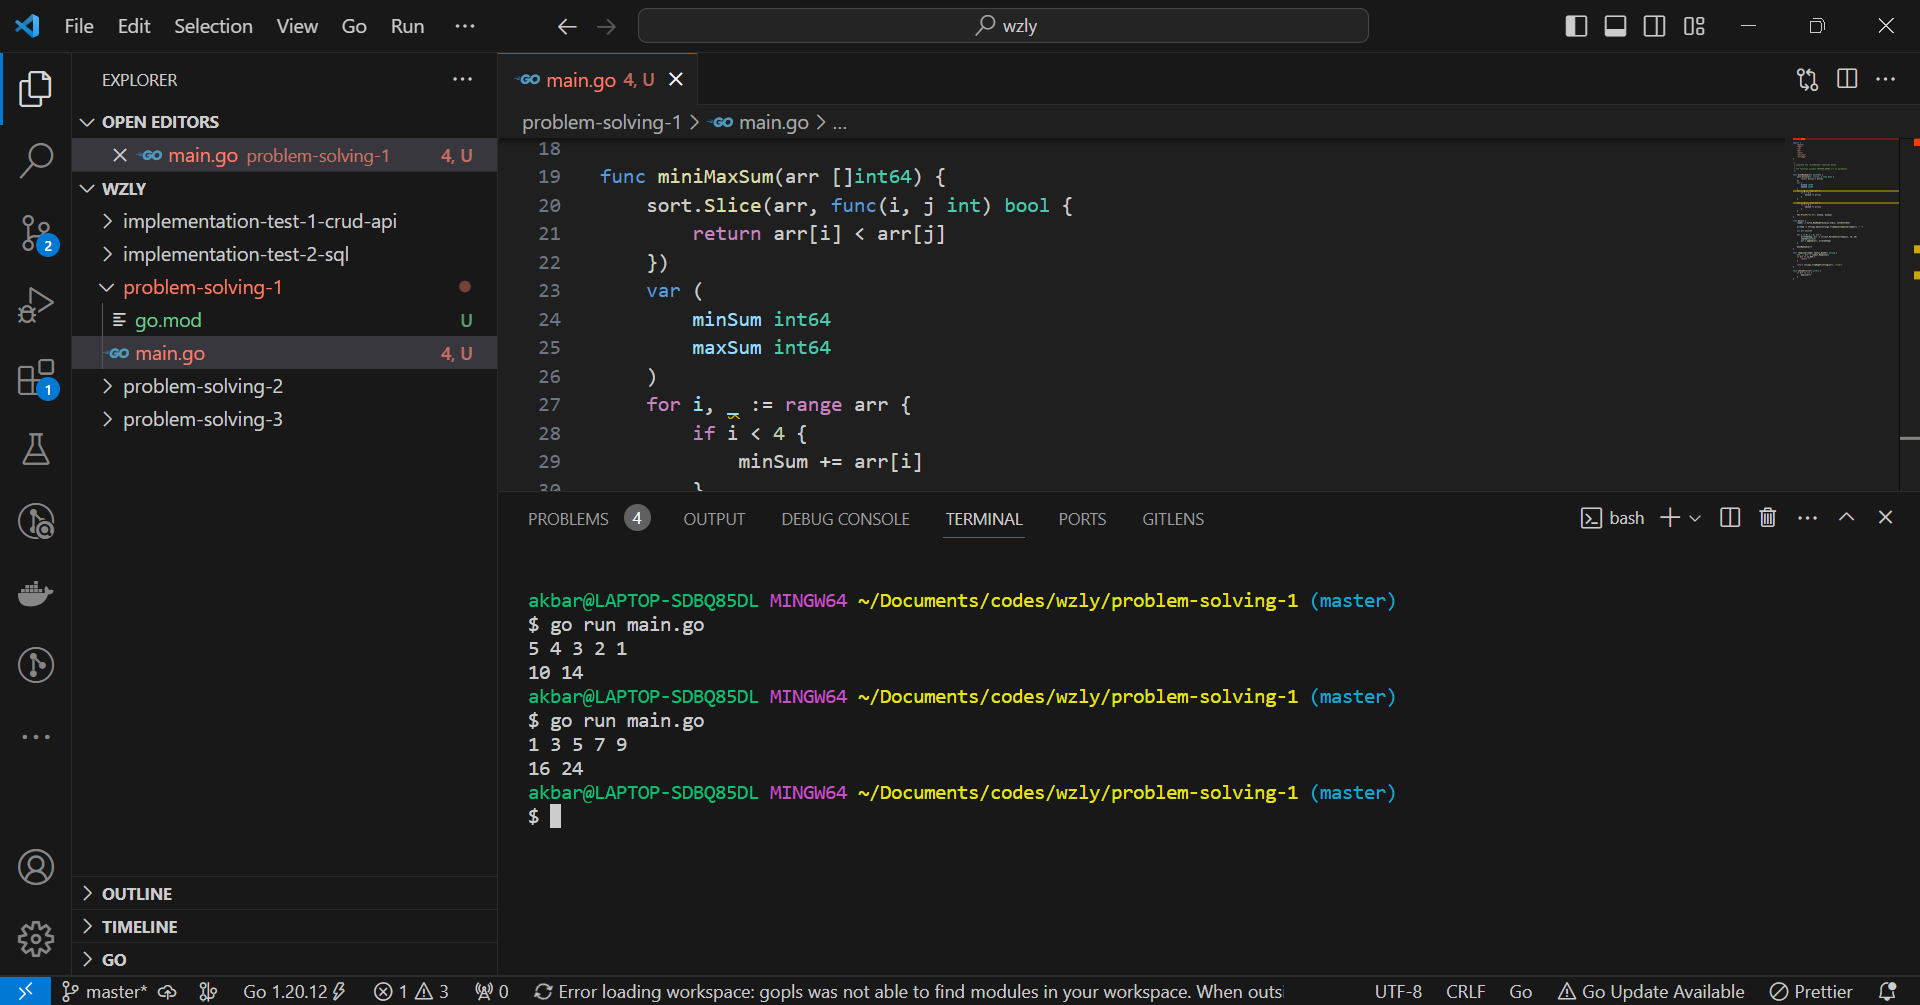 File Edit Selection View Go Run
wzly
EXPLORER
OPEN EDITORS
main.go problem-solving-1 4, U
WZLY
implementation-test-1-crud-api
implementation-test-2-sql
problem-solving-1
go.mod U
main.go 4, U
problem-solving-2
problem-solving-3
OUTLINE
TIMELINE
GO
2
1
main.go 4, U
problem-solving-1 > main.go > ...
18
19 func miniMaxSum(arr []int64) {
20 sort.Slice(arr, func(i, j int) bool {
21 return arr[i] < arr[j]
22 })
23 var (
24 minSum int64
25 maxSum int64
26 )
27 for i, _ := range arr {
28 if i < 4 {
29 minSum += arr[i]
30 }
PROBLEMS 4 OUTPUT DEBUG CONSOLE TERMINAL PORTS GITLENS
bash
akbar@LAPTOP-SDBQ85DL MINGW64 ~/Documents/codes/wzly/problem-solving-1 (master)
$ go run main.go
5 4 3 2 1
10 14
akbar@LAPTOP-SDBQ85DL MINGW64 ~/Documents/codes/wzly/problem-solving-1 (master)
$ go run main.go
1 3 5 7 9
16 24
akbar@LAPTOP-SDBQ85DL MINGW64 ~/Documents/codes/wzly/problem-solving-1 (master)
$
master* Go 1.20.12 1 3 0 Error loading workspace: gopls was not able to find modules in your workspace. When outsi UTF-8 CRLF Go Go Update Available Prettier